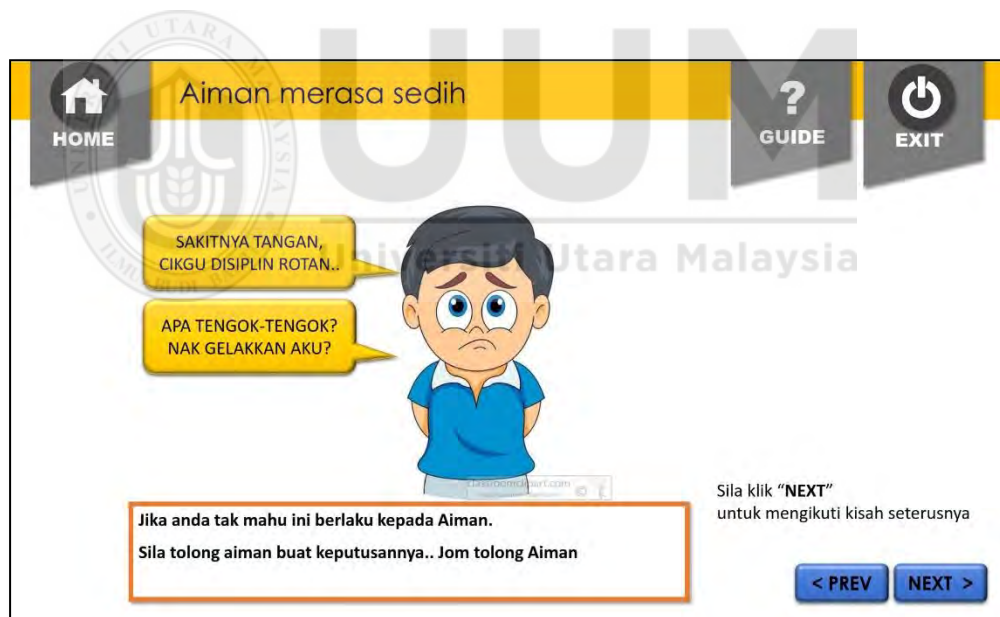 UUM
Universiti Utara Malaysia
HOME
Aiman merasa sedih
?
GUIDE
EXIT
SAKITNYA TANGAN,
CIKGU DISIPLIN ROTAN..
APA TENGOK-TENGOK?
NAK GELAKKAN AKU?
Jika anda tak mahu ini berlaku kepada Aiman.
Sila tolong aiman buat keputusannya.. Jom tolong Aiman
Sila klik “NEXT”
untuk mengikuti kisah seterusnya
< PREV
NEXT >